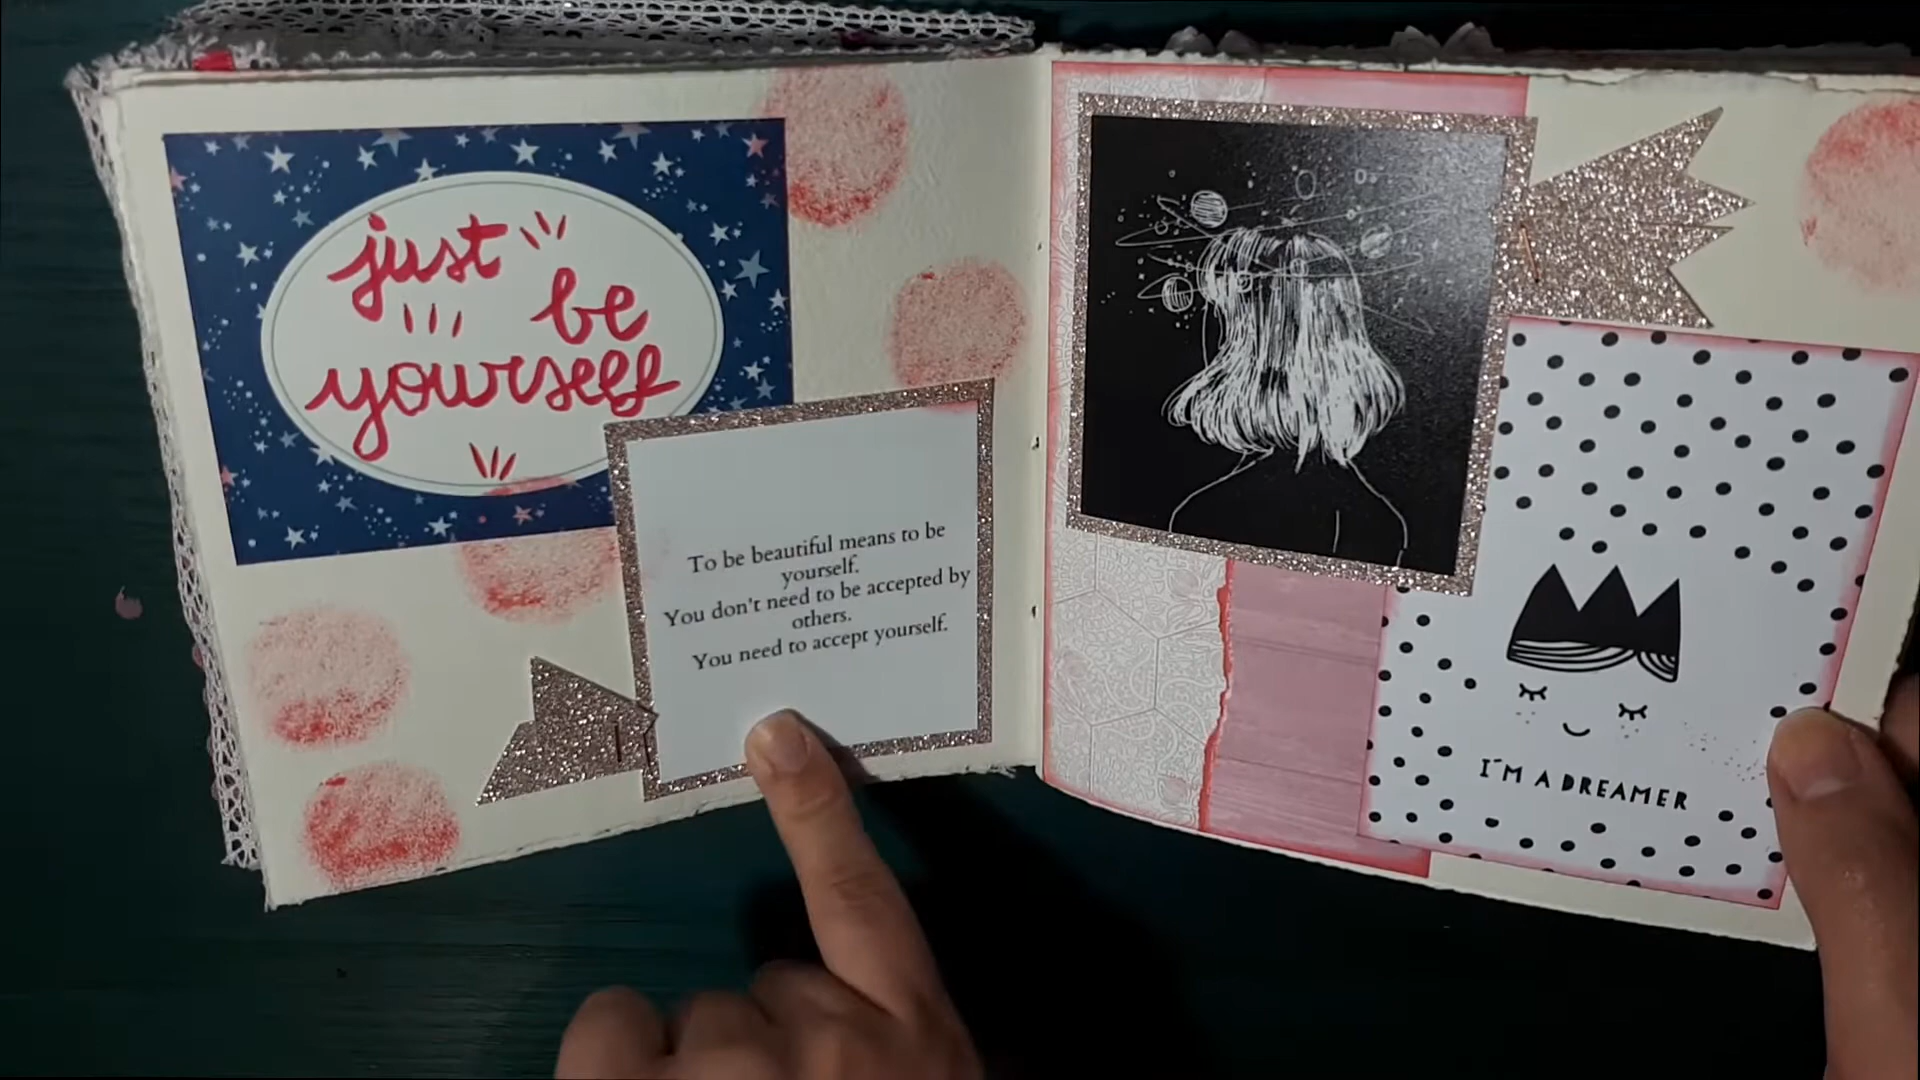 just
be
yourself
To be beautiful means to be
yourself.
You don't need to be accepted by
others.
You need to accept yourself.
I'M A DREAMER